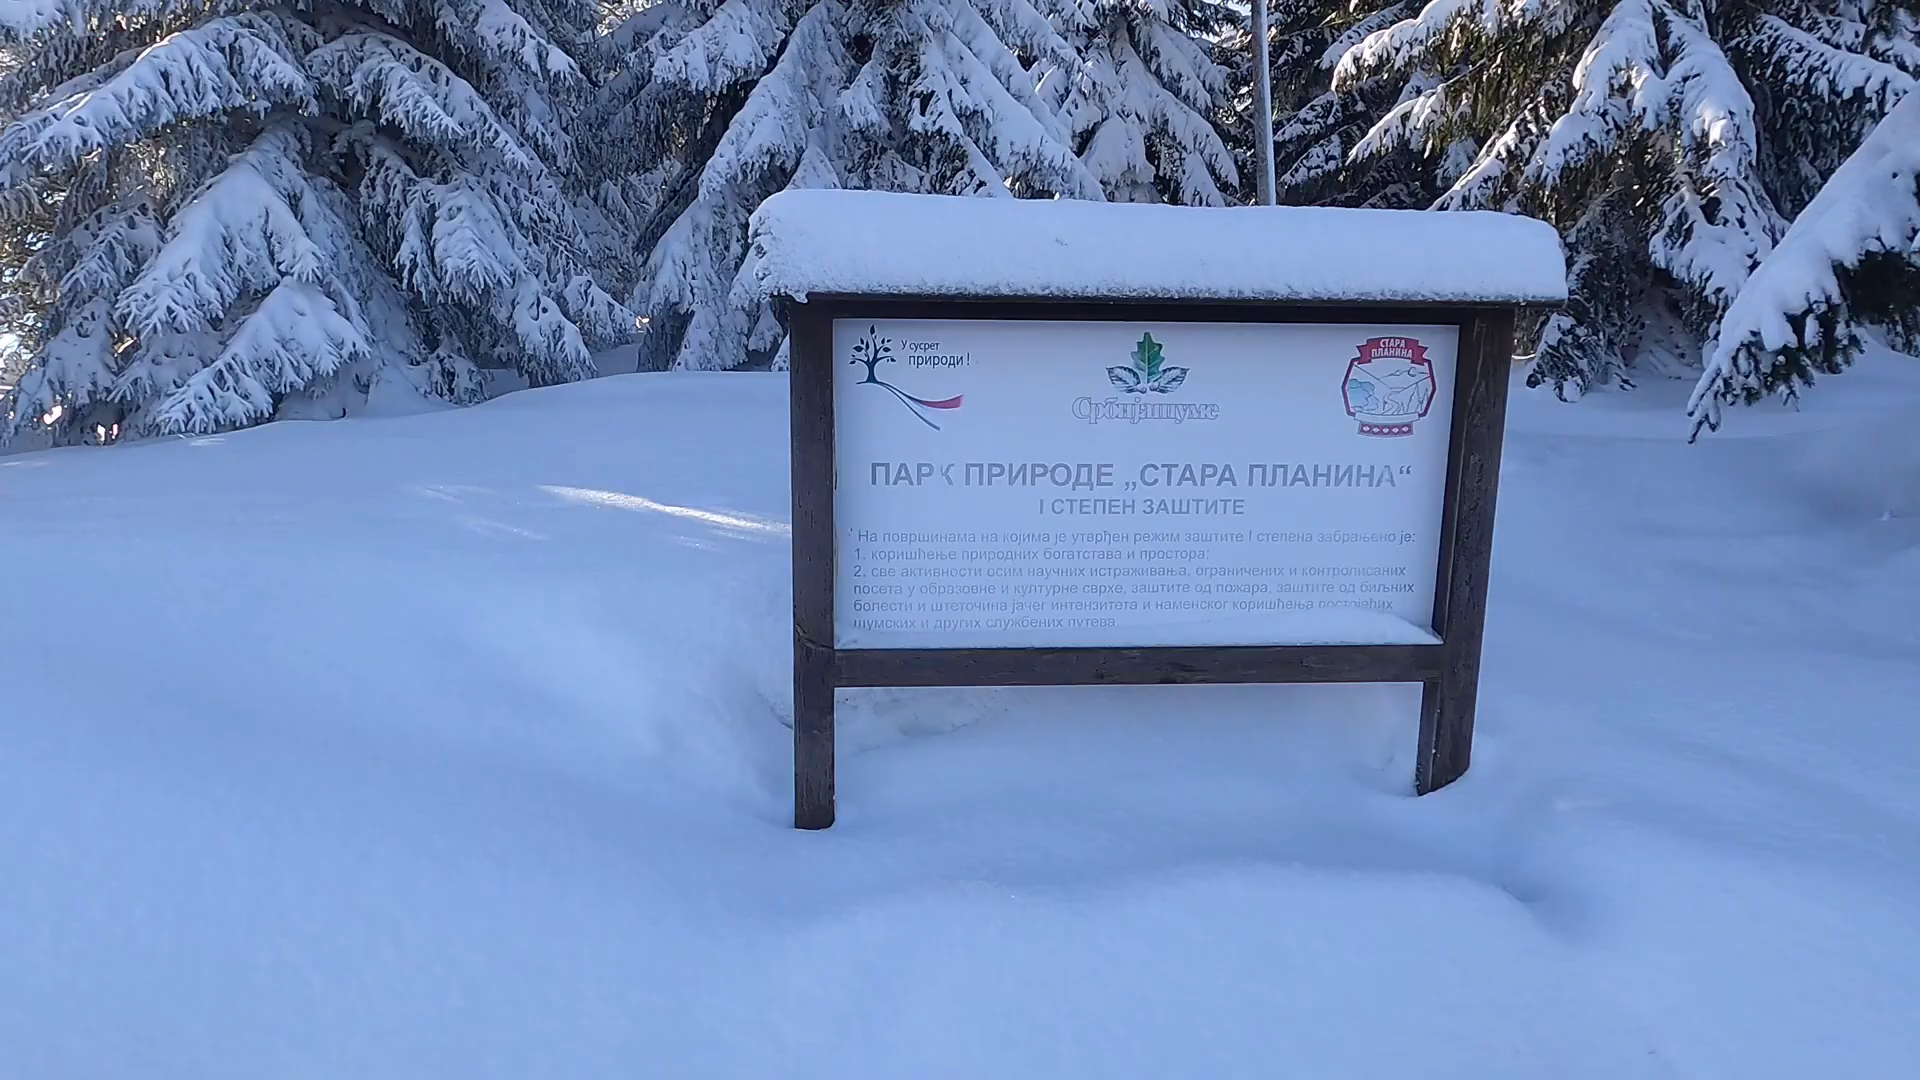 У сусрет
природи!
Србијашуме
СТАРА
ПЛАНИНА
ПАРК ПРИРОДЕ „СТАРА ПЛАНИНА“
I СТЕПЕН ЗАШТИТЕ
На површинама на којима је утврђен режим заштите I степена забрањено је:
1. коришћење природних богатстава и простора;
2. све активности осим научних истраживања, ограничених и контролисаних
посета у образовне и културне сврхе, заштите од пожара, заштите од биљних
болести и штеточина јачег интензитета и наменског коришћења постојећих
шумских и других службених путева.